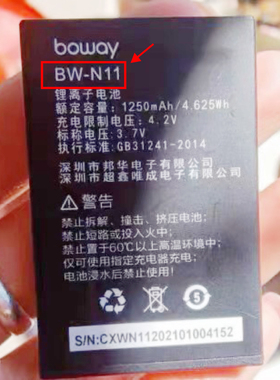 boway
BW-N11
锂离子电池
额定容量:1250mAh/4.625Wh
充电限制电压:4.2V
标称电压:3.7V
执行标准:GB31241-2014
深圳市邦华电子有限公司
深圳市超鑫唯成电子有限公司
警告
禁止拆解、撞击、挤压电池
禁止短路或投入火中
禁止置于60℃以上高温环境中
仅可使用指定充电器充电
电池浸水后禁止使用
5
S/N:CXWN11202101004152